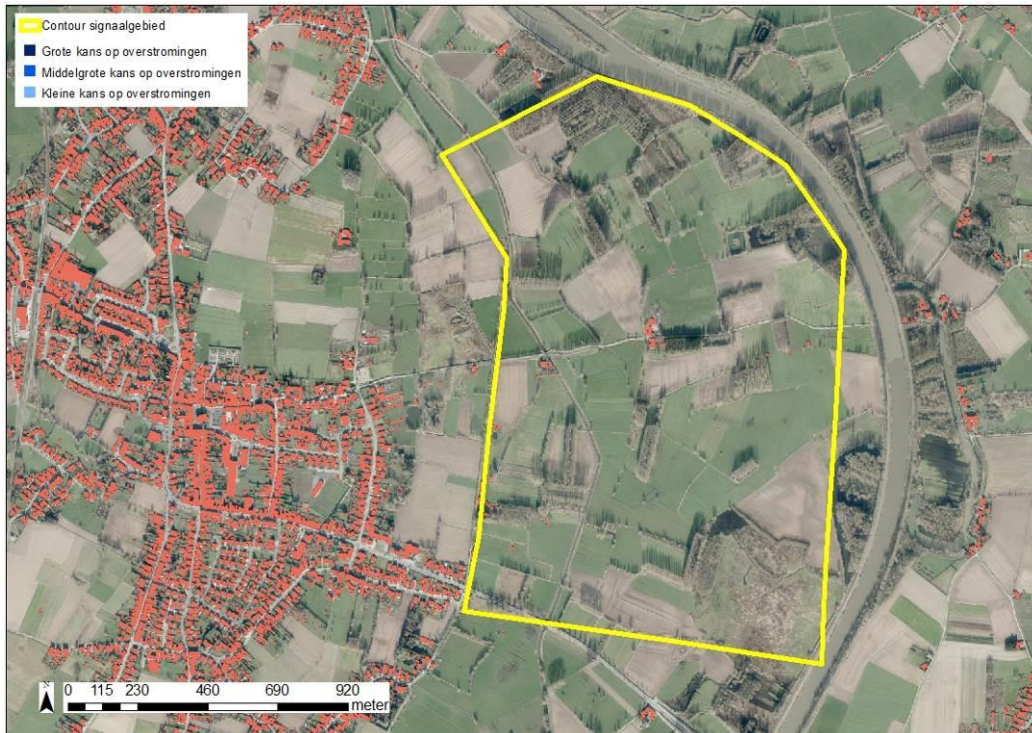 Contour signaalgebied
Grote kans op overstromingen
Middelgrote kans op overstromingen
Kleine kans op overstromingen
N
0 115 230 460 690 920
meter